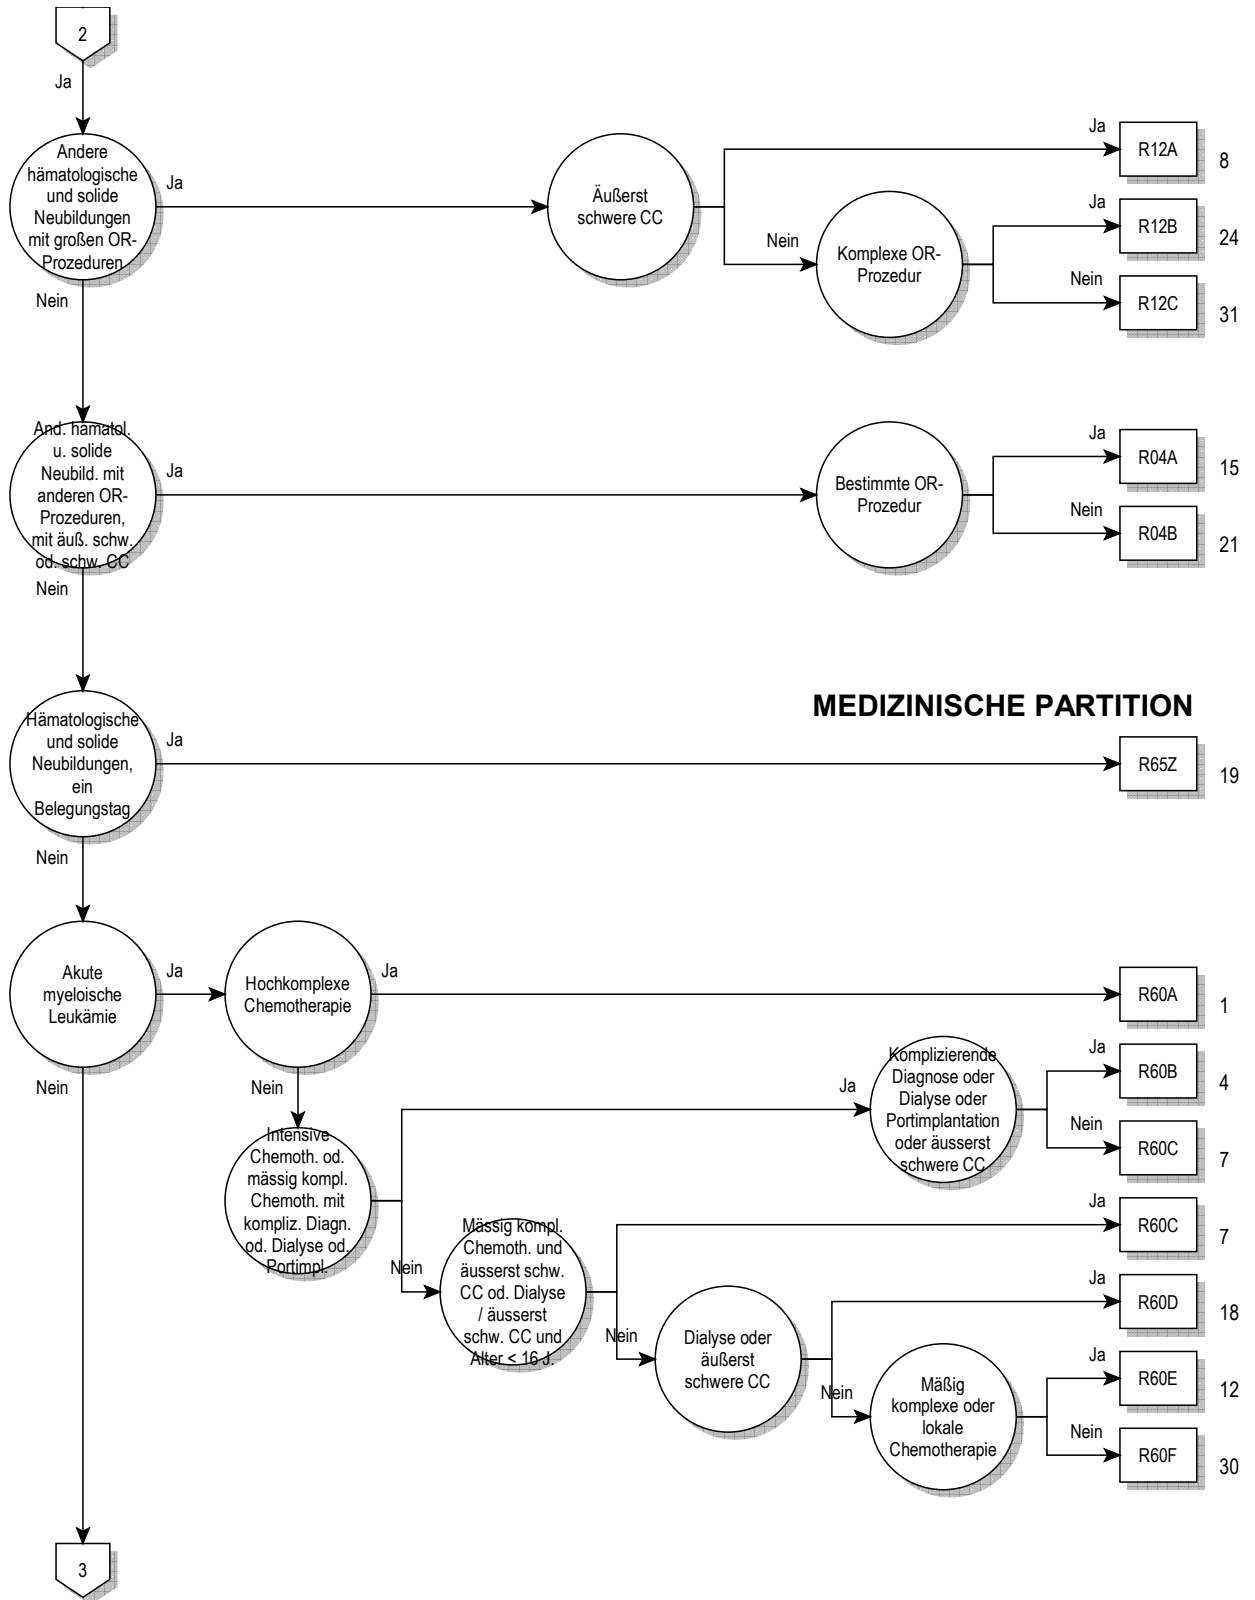 2
Ja
Andere
hämatologische
und solide
Neubildungen
mit großen OR-
Prozeduren
Ja
Äußerst
schwere CC
Ja
R12A
8
Nein
Komplexe OR-
Prozedur
Ja
R12B
24
Nein
R12C
31
Nein
And. hämatol.
u. solide
Neubild. mit
anderen OR-
Prozeduren,
mit äuß. schw.
od. schw. CC
Ja
Bestimmte OR-
Prozedur
Ja
R04A
15
Nein
R04B
21
Nein
MEDIZINISCHE PARTITION
Hämatologische
und solide
Neubildungen,
ein
Belegungstag
Ja
R65Z
19
Nein
Akute
myeloische
Leukämie
Ja
Hochkomplexe
Chemotherapie
Ja
R60A
1
Nein
Nein
Intensive
Chemoth. od.
mässig kompl.
Chemoth. mit
kompliz. Diagn.
od. Dialyse od.
Portimpl.
Ja
Komplizierende
Diagnose oder
Dialyse oder
Portimplantation
oder äusserst
schwere CC
Ja
R60B
4
Nein
R60C
7
Nein
Mässig kompl.
Chemoth. und
äusserst schw.
CC od. Dialyse
/ äusserst
schw. CC und
Alter < 16 J.
Ja
R60C
7
Nein
Dialyse oder
äußerst
schwere CC
Ja
R60D
18
Nein
Mäßig
komplexe oder
lokale
Chemotherapie
Ja
R60E
12
Nein
R60F
30
3